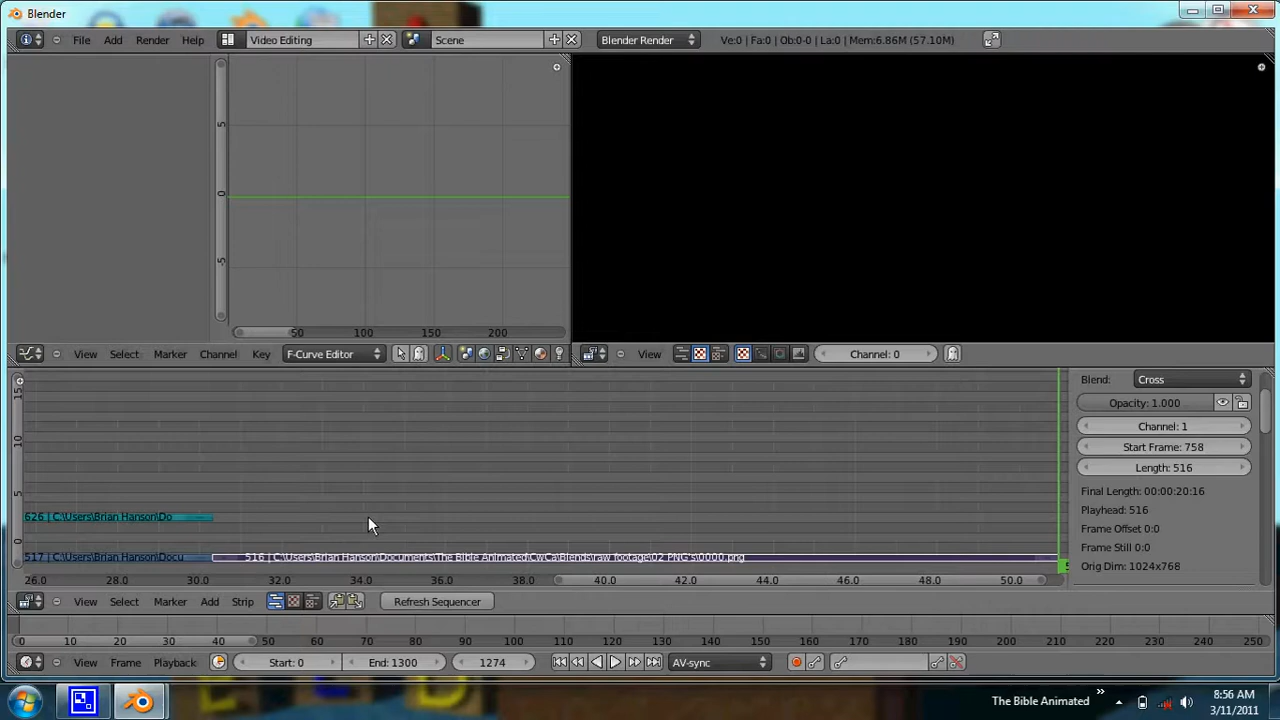 Blender
File Add Render Help Video Editing Scene Blender Render Ve:0 | Fa:0 | Ob:0-0 | La:0 | Mem:6.86M (57.10M)
5
0
-5
50 100 150 200
View Select Marker Channel Key F-Curve Editor View Channel: 0
15
10
5
0
626 | C:\Users\Brian Hanson\Do
517 | C:\Users\Brian Hanson\Docu 516 | C:\Users\Brian Hanson\Documents\The Bible Animated\CwCa\Blends\raw footage\02 PNG's\0000.png
26.0 28.0 30.0 32.0 34.0 36.0 38.0 40.0 42.0 44.0 46.0 48.0 50.0
Blend: Cross
Opacity: 1.000
Channel: 1
Start Frame: 758
Length: 516
Final Length: 00:00:20:16
Playhead: 516
Frame Offset 0:0
Frame Still 0:0
Orig Dim: 1024x768
View Select Marker Add Strip Refresh Sequencer
0 10 20 30 40 50 60 70 80 90 100 110 120 130 140 150 160 170 180 190 200 210 220 230 240 250
View Frame Playback Start: 0 End: 1300 1274 AV-sync
The Bible Animated
8:56 AM
3/11/2011